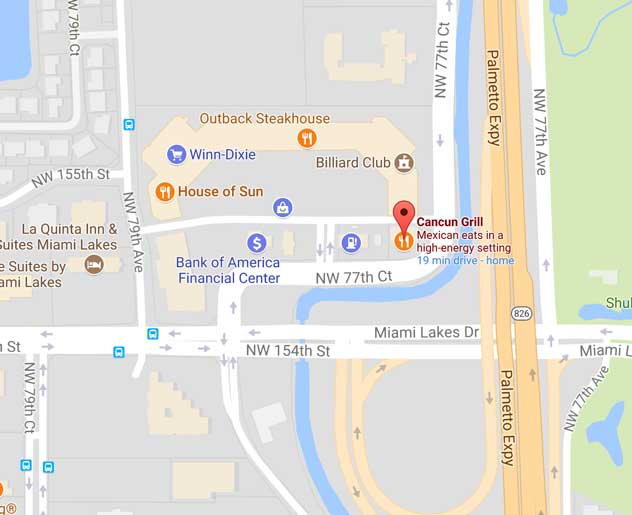 NW 79th Ct
NW 77th Ct
Palmetto Expy
NW 77th Ave
Outback Steakhouse
Winn-Dixie
Billiard Club
NW 155th St
House of Sun
NW 79th Ave
La Quinta Inn &
Suites Miami Lakes
Suites by
Cancun Grill
Mexican eats in a
high-energy setting
19 min drive - home
$
Bank of America
Financial Center
NW 77th Ct
826
Miami Lakes Dr
St
NW 154th St
Miami L
NW 79th Ct
Palmetto Expy
NW 77th Ave